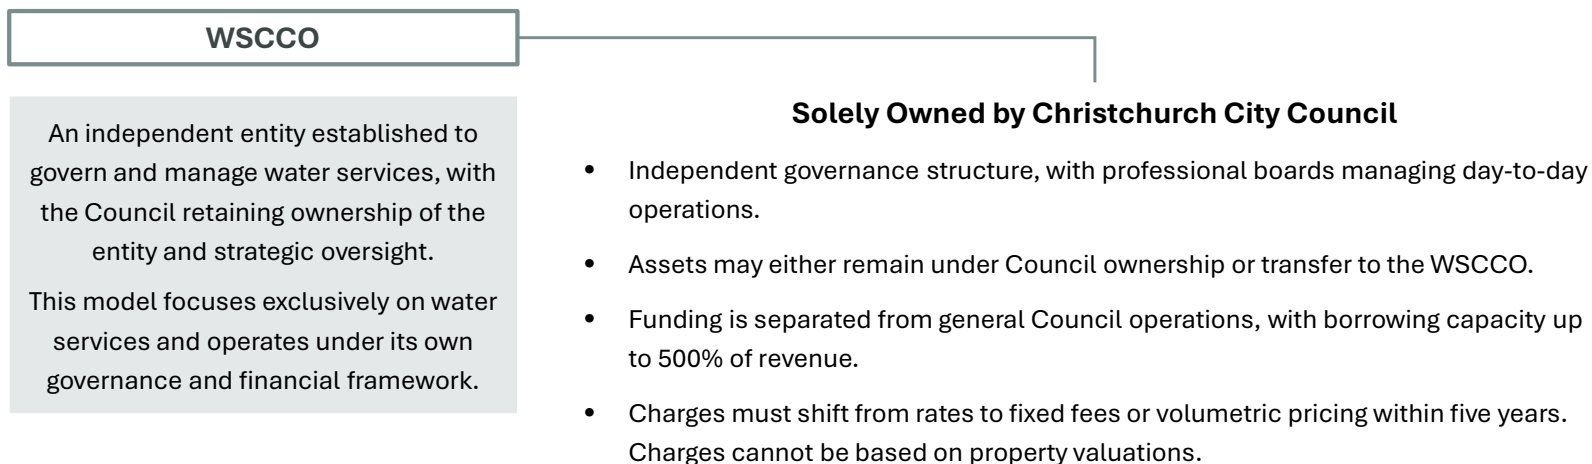 WSCCO
An independent entity established to
govern and manage water services, with
the Council retaining ownership of the
entity and strategic oversight.
This model focuses exclusively on water
services and operates under its own
governance and financial framework.
Solely Owned by Christchurch City Council
• Independent governance structure, with professional boards managing day-to-day
operations.
• Assets may either remain under Council ownership or transfer to the WSCCO.
• Funding is separated from general Council operations, with borrowing capacity up
to 500% of revenue.
• Charges must shift from rates to fixed fees or volumetric pricing within five years.
Charges cannot be based on property valuations.